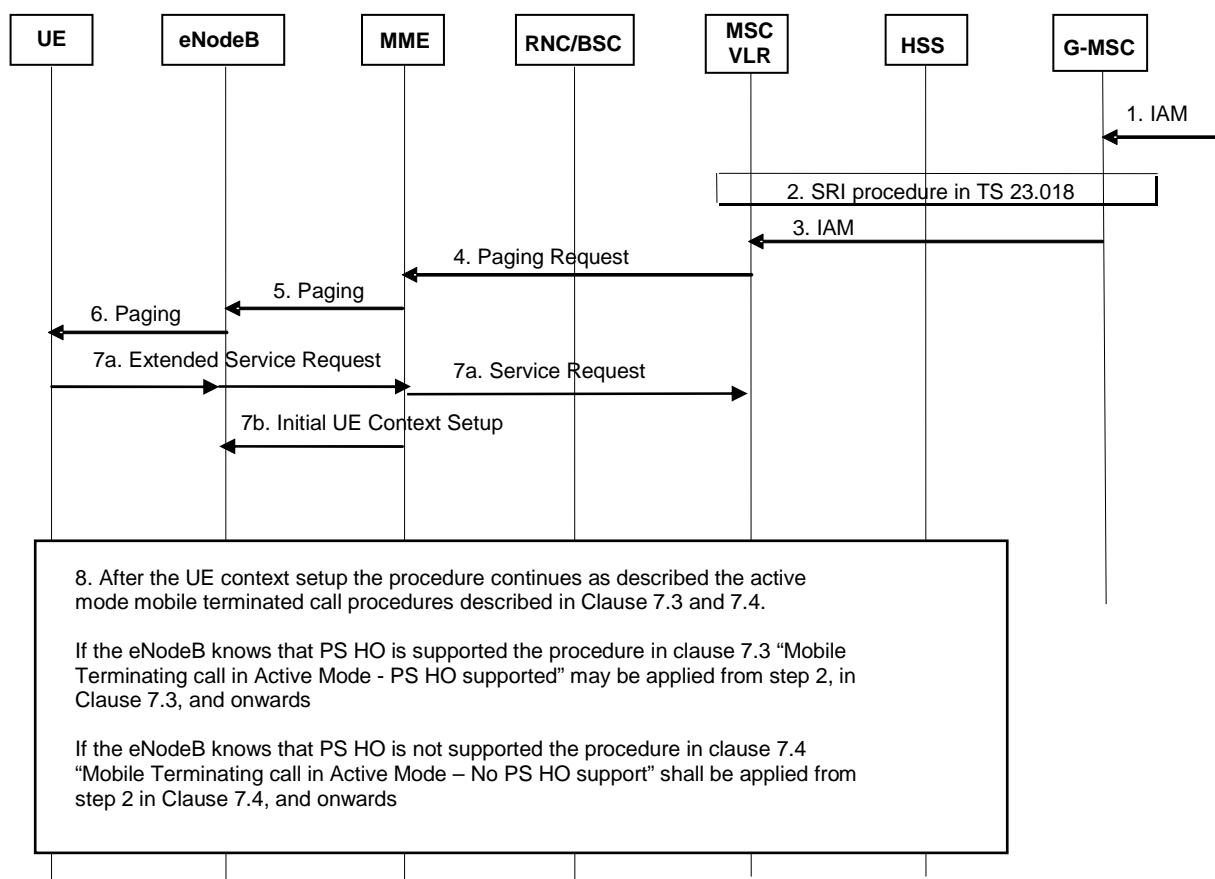 UE
eNodeB
MME
RNC/BSC
MSC
VLR
HSS
G-MSC
1. IAM
2. SRI procedure in TS 23.018
3. IAM
4. Paging Request
5. Paging
6. Paging
7a. Extended Service Request
7a. Service Request
7b. Initial UE Context Setup
8. After the UE context setup the procedure continues as described the active
mode mobile terminated call procedures described in Clause 7.3 and 7.4.
If the eNodeB knows that PS HO is supported the procedure in clause 7.3 “Mobile
Terminating call in Active Mode - PS HO supported” may be applied from step 2, in
Clause 7.3, and onwards
If the eNodeB knows that PS HO is not supported the procedure in clause 7.4
“Mobile Terminating call in Active Mode – No PS HO support” shall be applied from
step 2 in Clause 7.4, and onwards